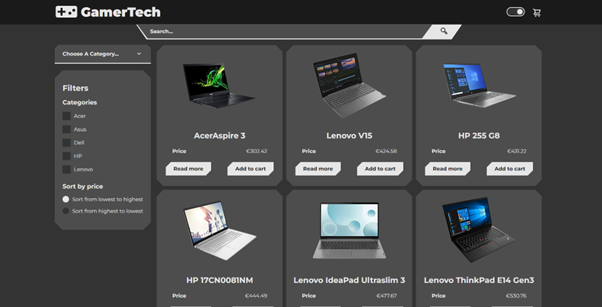 GamerTech
Search...
Choose A Category...
Filters
Categories
Acer
Asus
Dell
HP
Lenovo
Sort by price
Sort from lowest to highest
Sort from highest to lowest
AcerAspire 3
Price €302.42
Read more Add to cart
Lenovo V15
Price €424.58
Read more Add to cart
HP 255 G8
Price €431.22
Read more Add to cart
HP 17CN0081NM
Price €444.49
Lenovo IdeaPad Ultraslim 3
Price €477.67
Lenovo ThinkPad E14 Gen3
Price €530.76